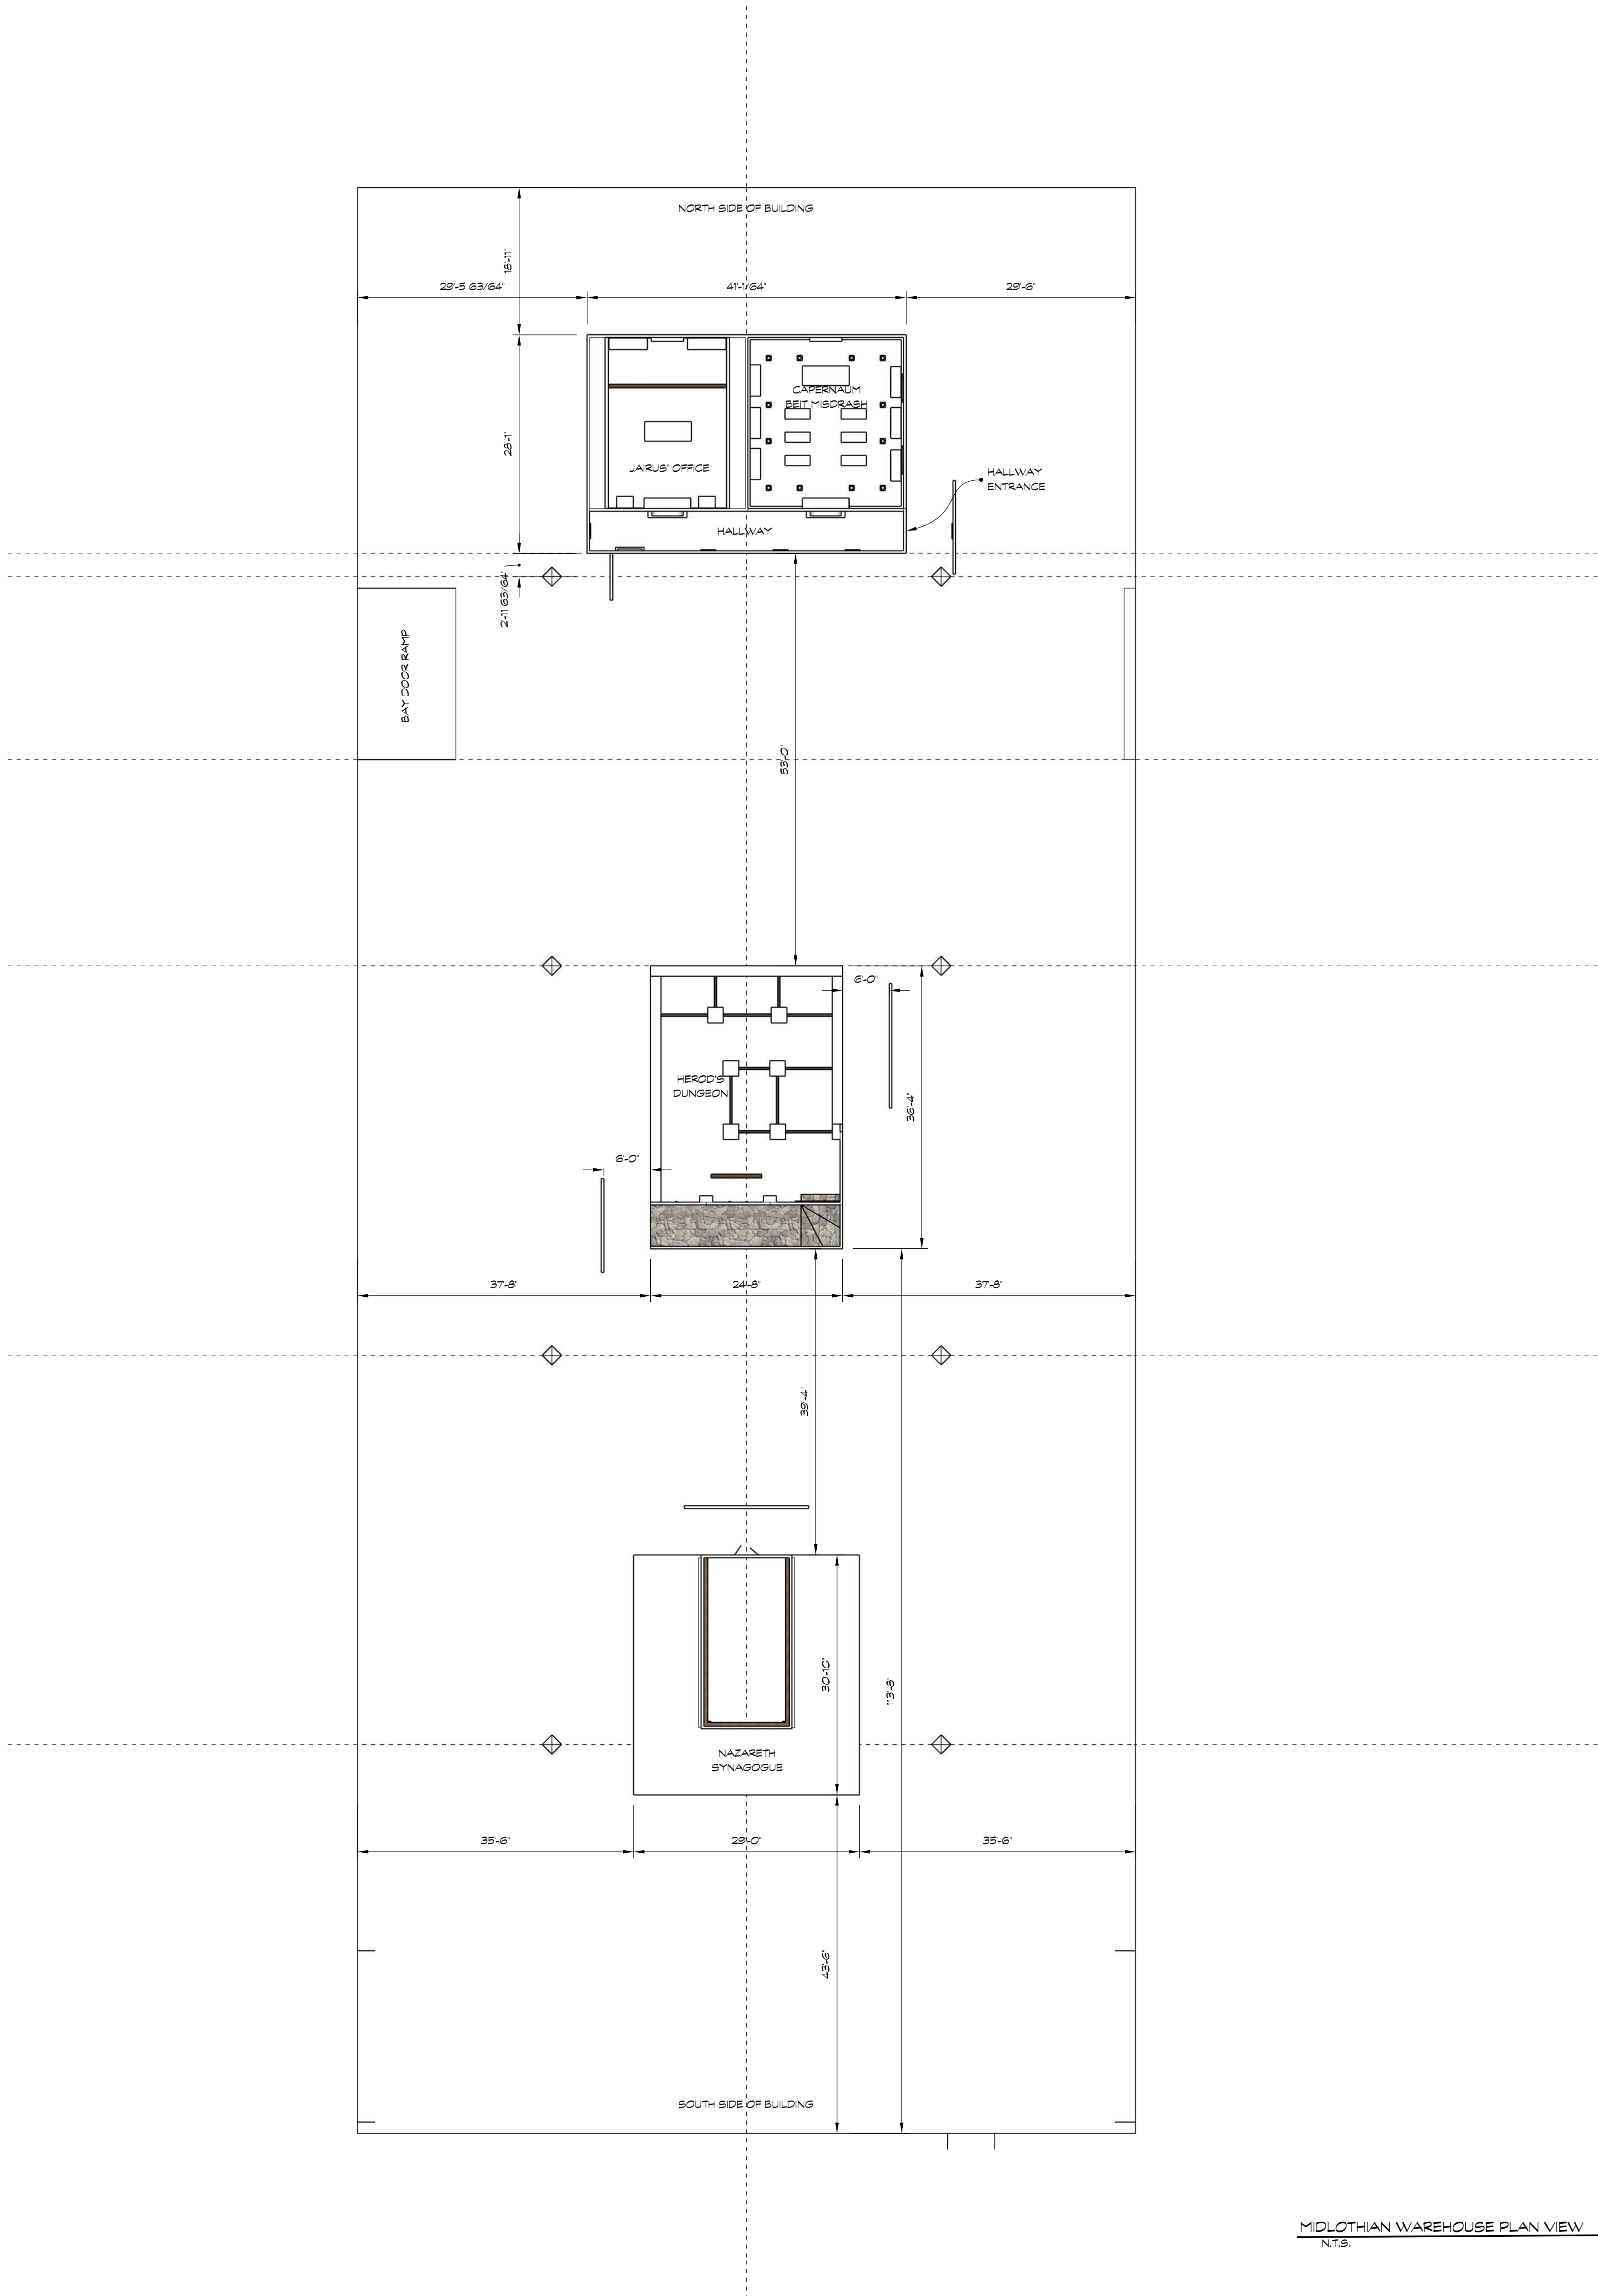 NORTH SIDE OF BUILDING
18'-11"
29'-5 63/64"
41'-1/64"
29'-6"
28'-1"
CAPERNAUM
BEIT MISDRASH
JAIRUS' OFFICE
HALLWAY
ENTRANCE
HALLWAY
2'-11 63/64"
BAY DOOR RAMP
53'-0"
6'-0"
HEROD'S
DUNGEON
36'-4"
6'-0"
37'-8"
24'-8"
37'-8"
39'-4"
30'-10"
113'-8"
NAZARETH
SYNAGOGUE
35'-6"
29'-0"
35'-6"
43'-6"
SOUTH SIDE OF BUILDING
MIDLOTHIAN WAREHOUSE PLAN VIEW
N.T.S.